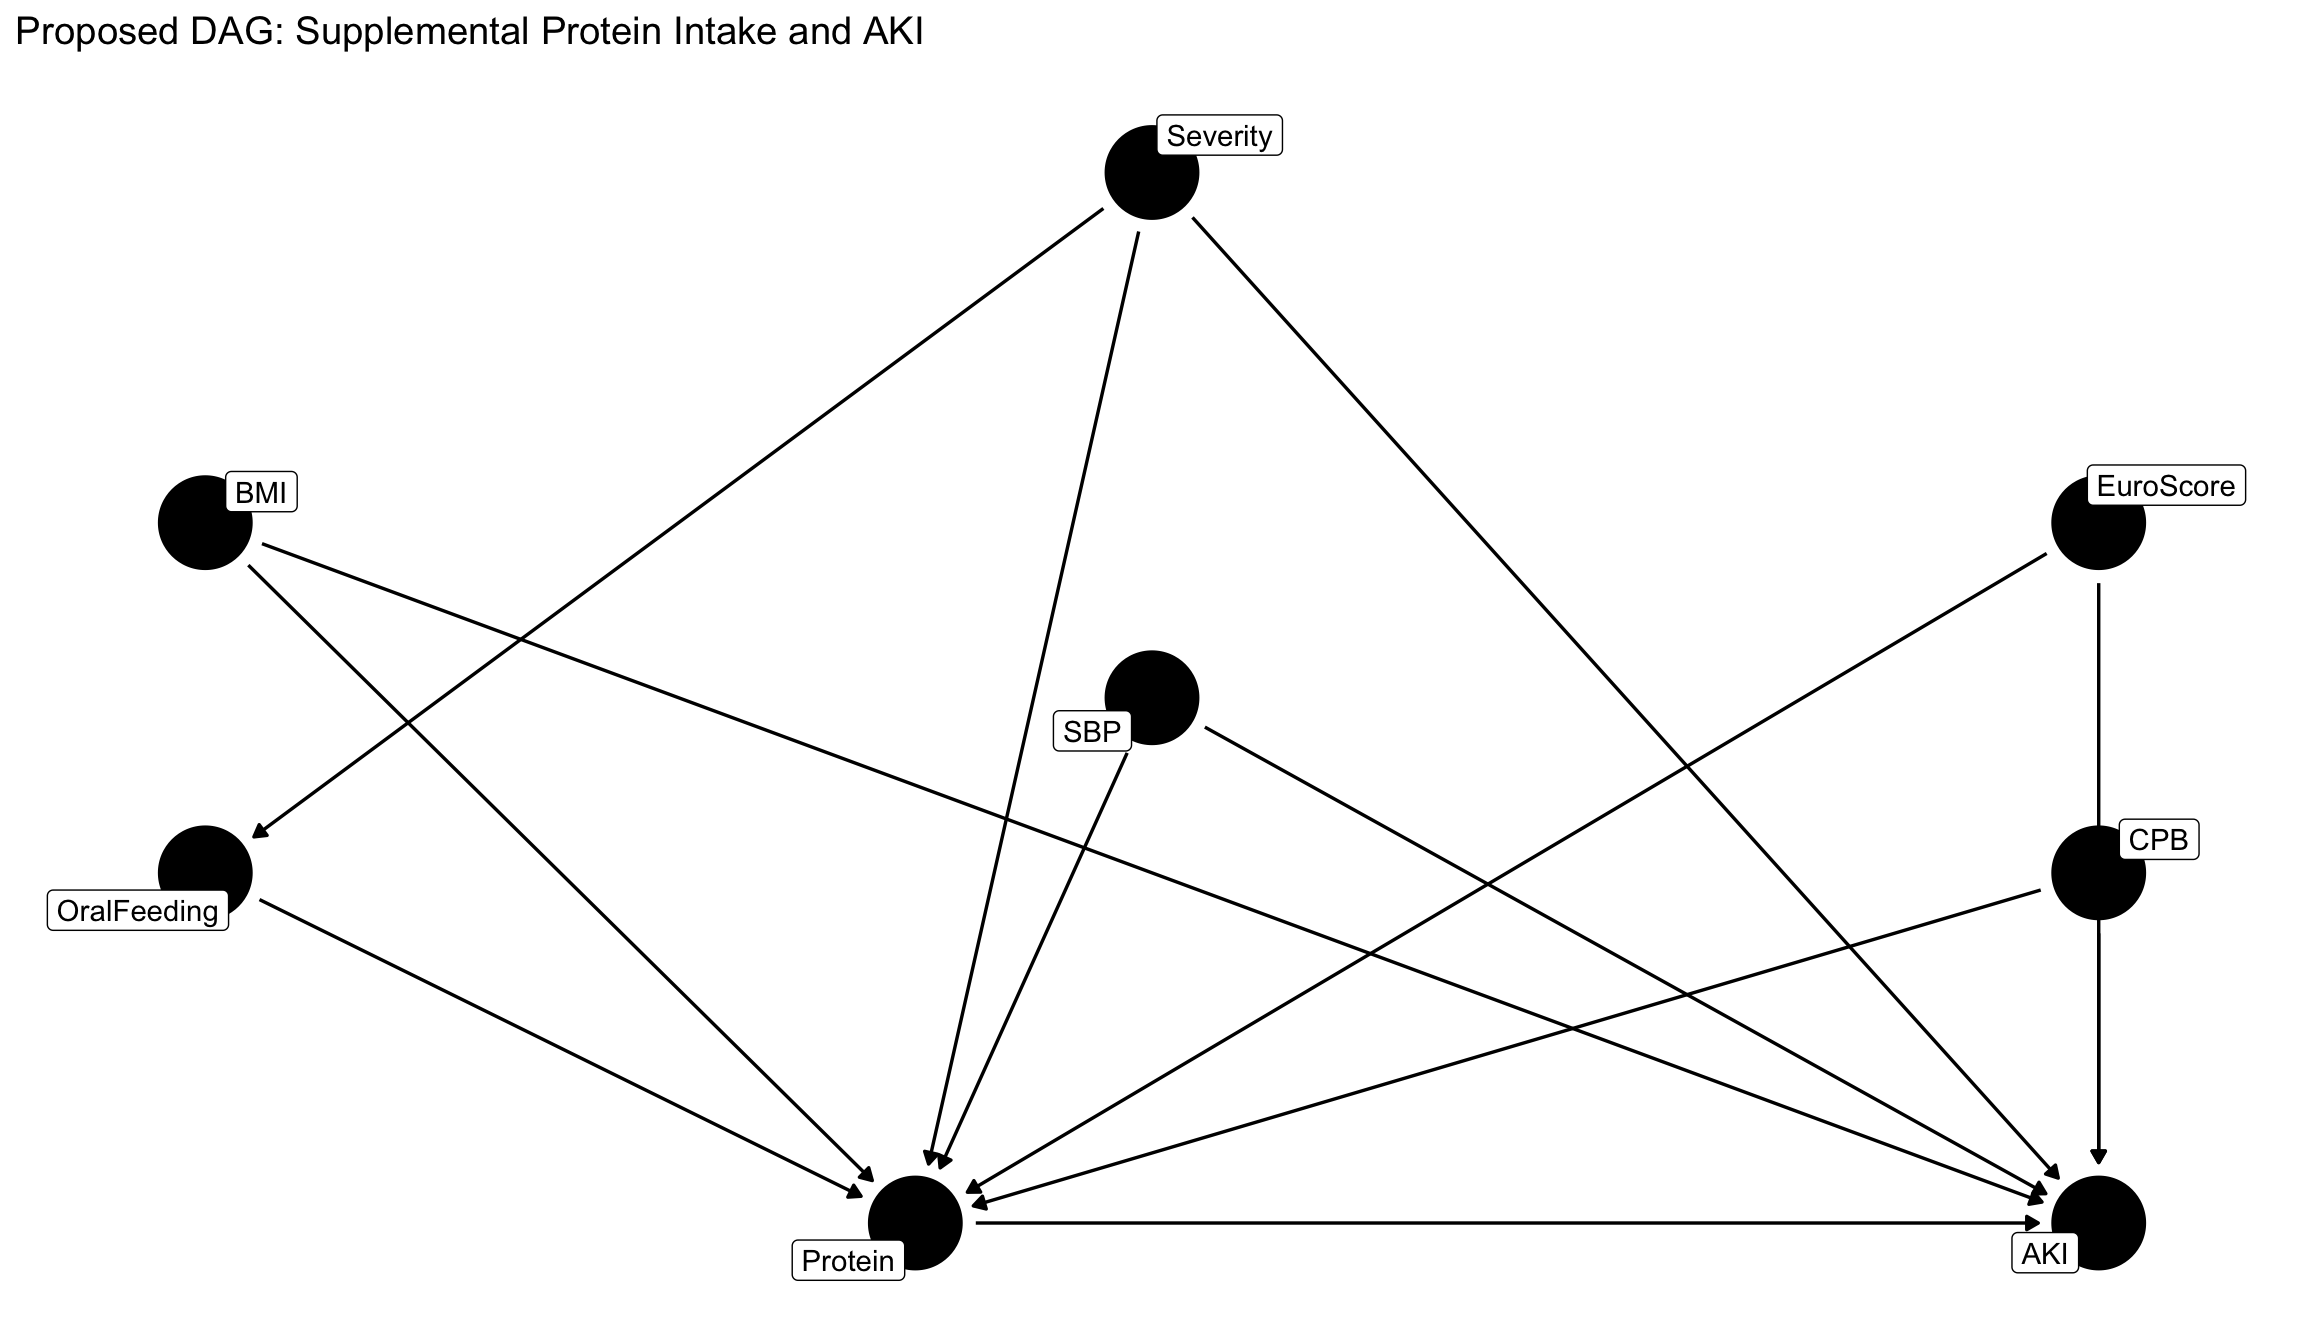 Proposed DAG: Supplemental Protein Intake and AKI
Severity
BMI
EuroScore
SBP
CPB
OralFeeding
Protein
AKI